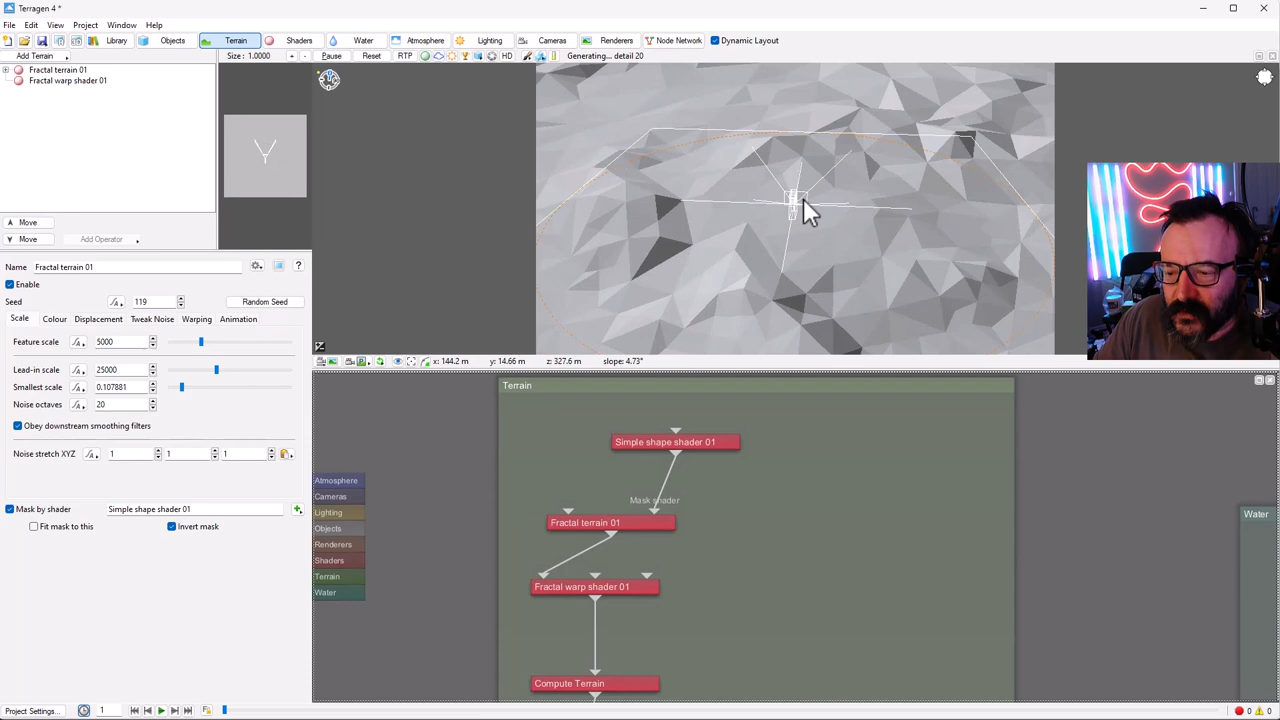 Terragen 4 *
File Edit View Project Window Help
Library Objects Terrain Shaders Water Atmosphere Lighting Cameras Renderers Node Network Dynamic Layout
Add Terrain Size : 1.0000 + - Pause Reset RTP HD Generating... detail 20
Fractal terrain 01
Fractal warp shader 01
Move
Move Add Operator
Name Fractal terrain 01 ?
Enable
Seed 119 Random Seed
Scale Colour Displacement Tweak Noise Warping Animation
Feature scale 5000
Lead-in scale 25000
Smallest scale 0.107881
Noise octaves 20
Obey downstream smoothing filters
Noise stretch XYZ 1 1 1
Mask by shader Simple shape shader 01
Fit mask to this Invert mask
x: 144.2 m y: 14.66 m z: 327.6 m slope: 4.73°
Terrain
Simple shape shader 01
Mask shader
Fractal terrain 01
Fractal warp shader 01
Compute Terrain
Water
Atmosphere
Cameras
Lighting
Objects
Renderers
Shaders
Terrain
Water
Project Settings... 1 0 0